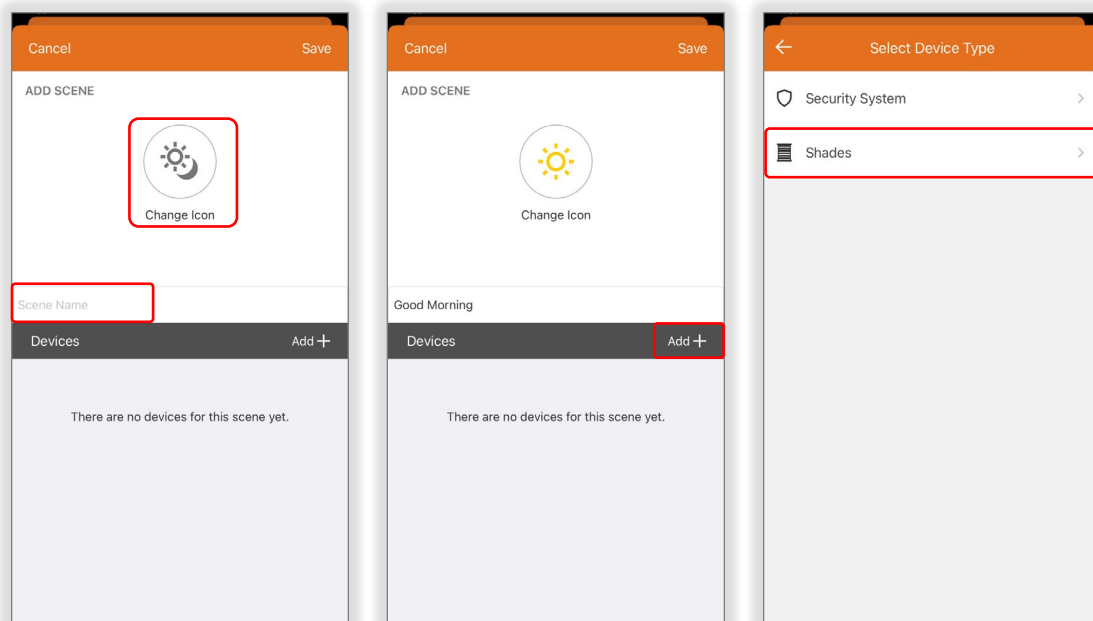 Cancel Save
ADD SCENE
Change Icon
Scene Name
Devices Add +
There are no devices for this scene yet.
Cancel Save
ADD SCENE
Change Icon
Good Morning
Devices Add +
There are no devices for this scene yet.
Select Device Type
Security System
Shades